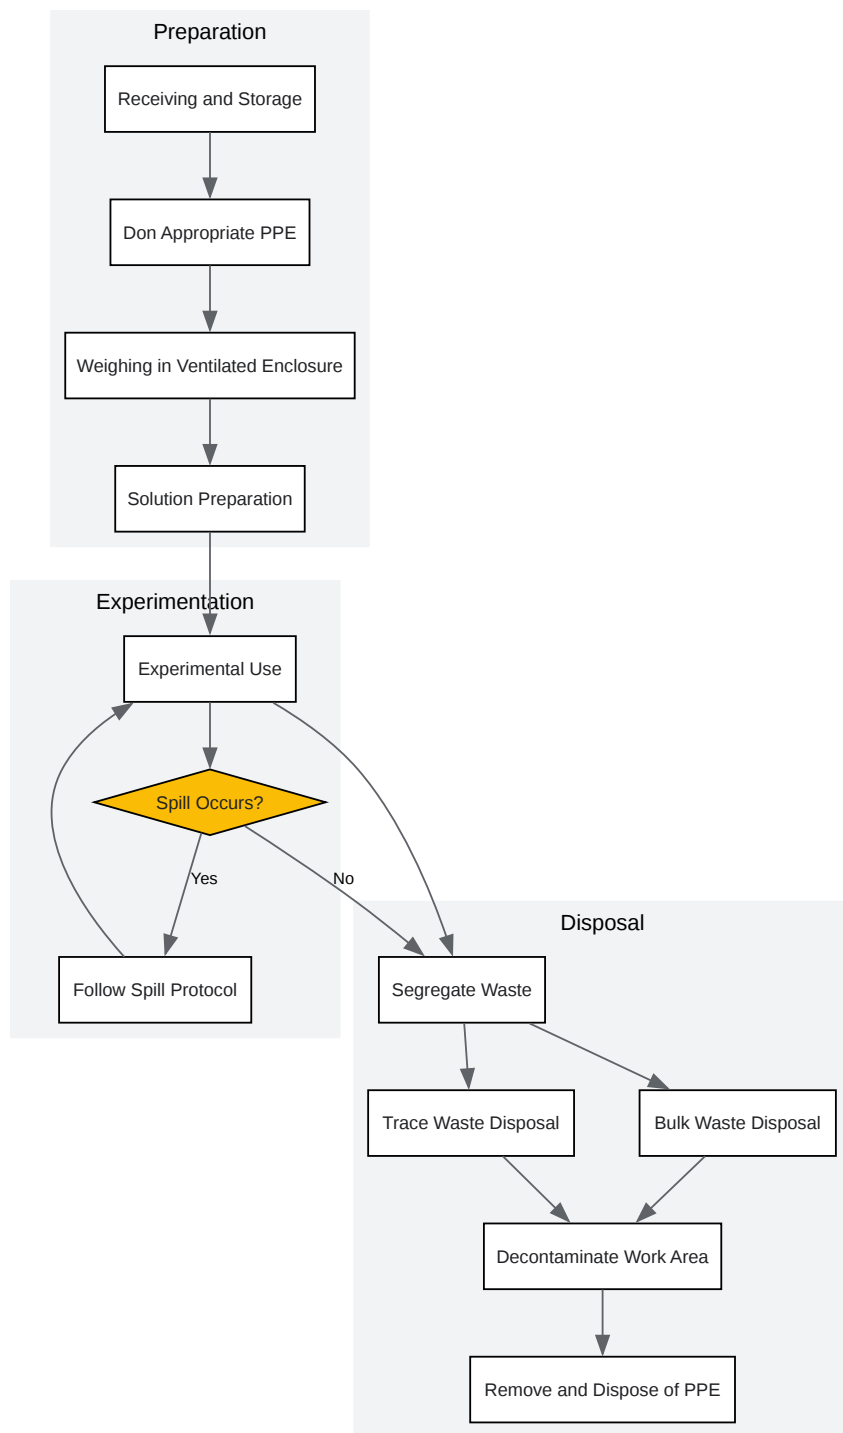 Preparation
Receiving and Storage
Don Appropriate PPE
Weighing in Ventilated Enclosure
Solution Preparation
Experimentation
Experimental Use
Spill Occurs?
Yes
No
Disposal
Follow Spill Protocol
Segregate Waste
Trace Waste Disposal
Bulk Waste Disposal
Decontaminate Work Area
Remove and Dispose of PPE